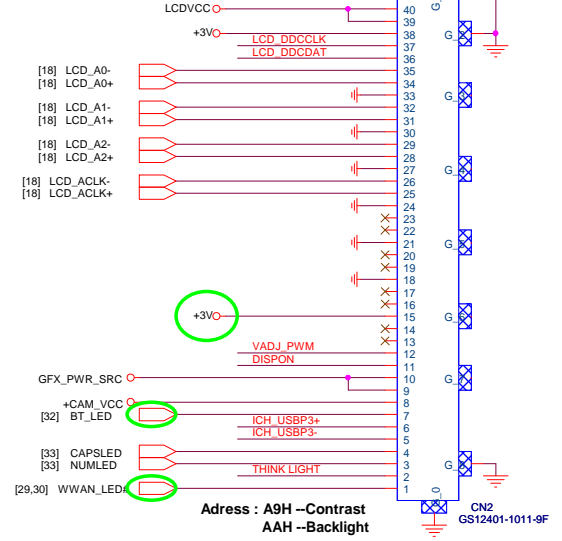 LCDVCC 40
39
+3V 38
LCD_DDCCLK 37
LCD_DDCDAT 36
[18] LCD_A0- 35
[18] LCD_A0+ 34
33
[18] LCD_A1- 32
[18] LCD_A1+ 31
30
[18] LCD_A2- 29
[18] LCD_A2+ 28
27
[18] LCD_ACLK- 26
[18] LCD_ACLK+ 25
24
23
22
21
20
19
18
17
16
+3V 15
14
13
VADJ_PWM 12
DISPON 11
GFX_PWR_SRC 10
9
+CAM_VCC 8
[32] BT_LED 7
ICH_USBP3+ 6
ICH_USBP3- 5
[33] CAPSLED 4
[33] NUMLED 3
THINK LIGHT 2
[29,30] WWAN_LED# 1
Adress : A9H --Contrast
AAH --Backlight
CN2
GS12401-1011-9F